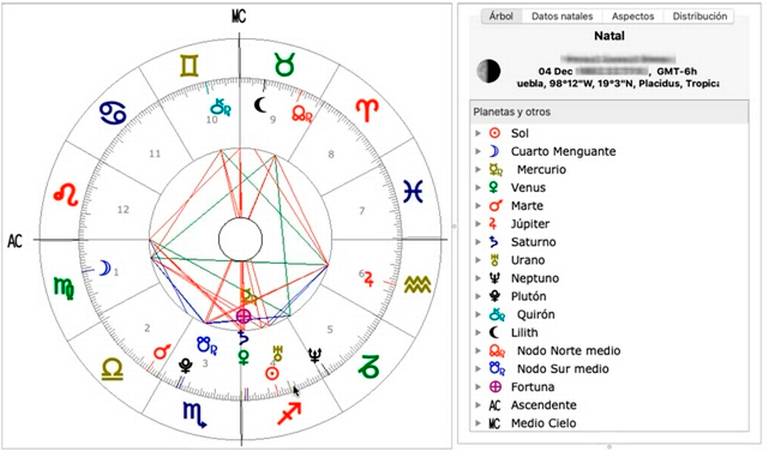 MC
AC
10
9
11
8
12
7
1
6
2
5
3
4
Árbol Datos natales Aspectos Distribución
Natal
04 Dec , GMT-6h
uebla, 98°12''W, 19°3''N, Placidus, Tropica
Planetas y otros
Sol
Cuarto Menguante
Mercurio
Venus
Marte
Júpiter
Saturno
Urano
Neptuno
Plutón
Quirón
Lilith
Nodo Norte medio
Nodo Sur medio
Fortuna
AC Ascendente
MC Medio Cielo